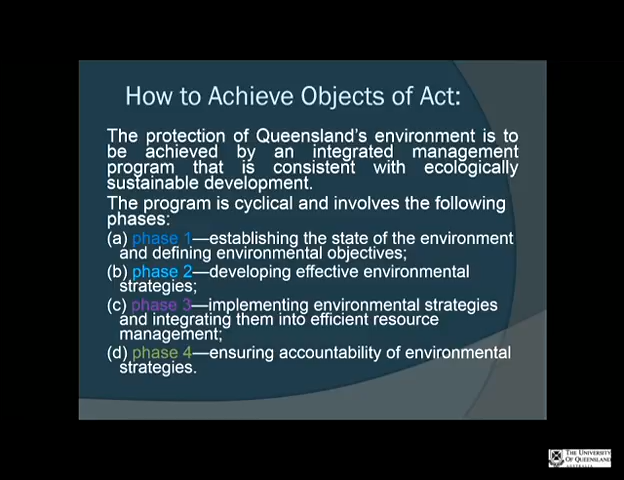 How to Achieve Objects of Act:
The protection of Queensland's environment is to
be achieved by an integrated management
program that is consistent with ecologically
sustainable development.
The program is cyclical and involves the following
phases:
(a) phase 1—establishing the state of the environment
and defining environmental objectives;
(b) phase 2—developing effective environmental
strategies;
(c) phase 3—implementing environmental strategies
and integrating them into efficient resource
management;
(d) phase 4—ensuring accountability of environmental
strategies.
THE UNIVERSITY
OF QUEENSLAND
AUSTRALIA